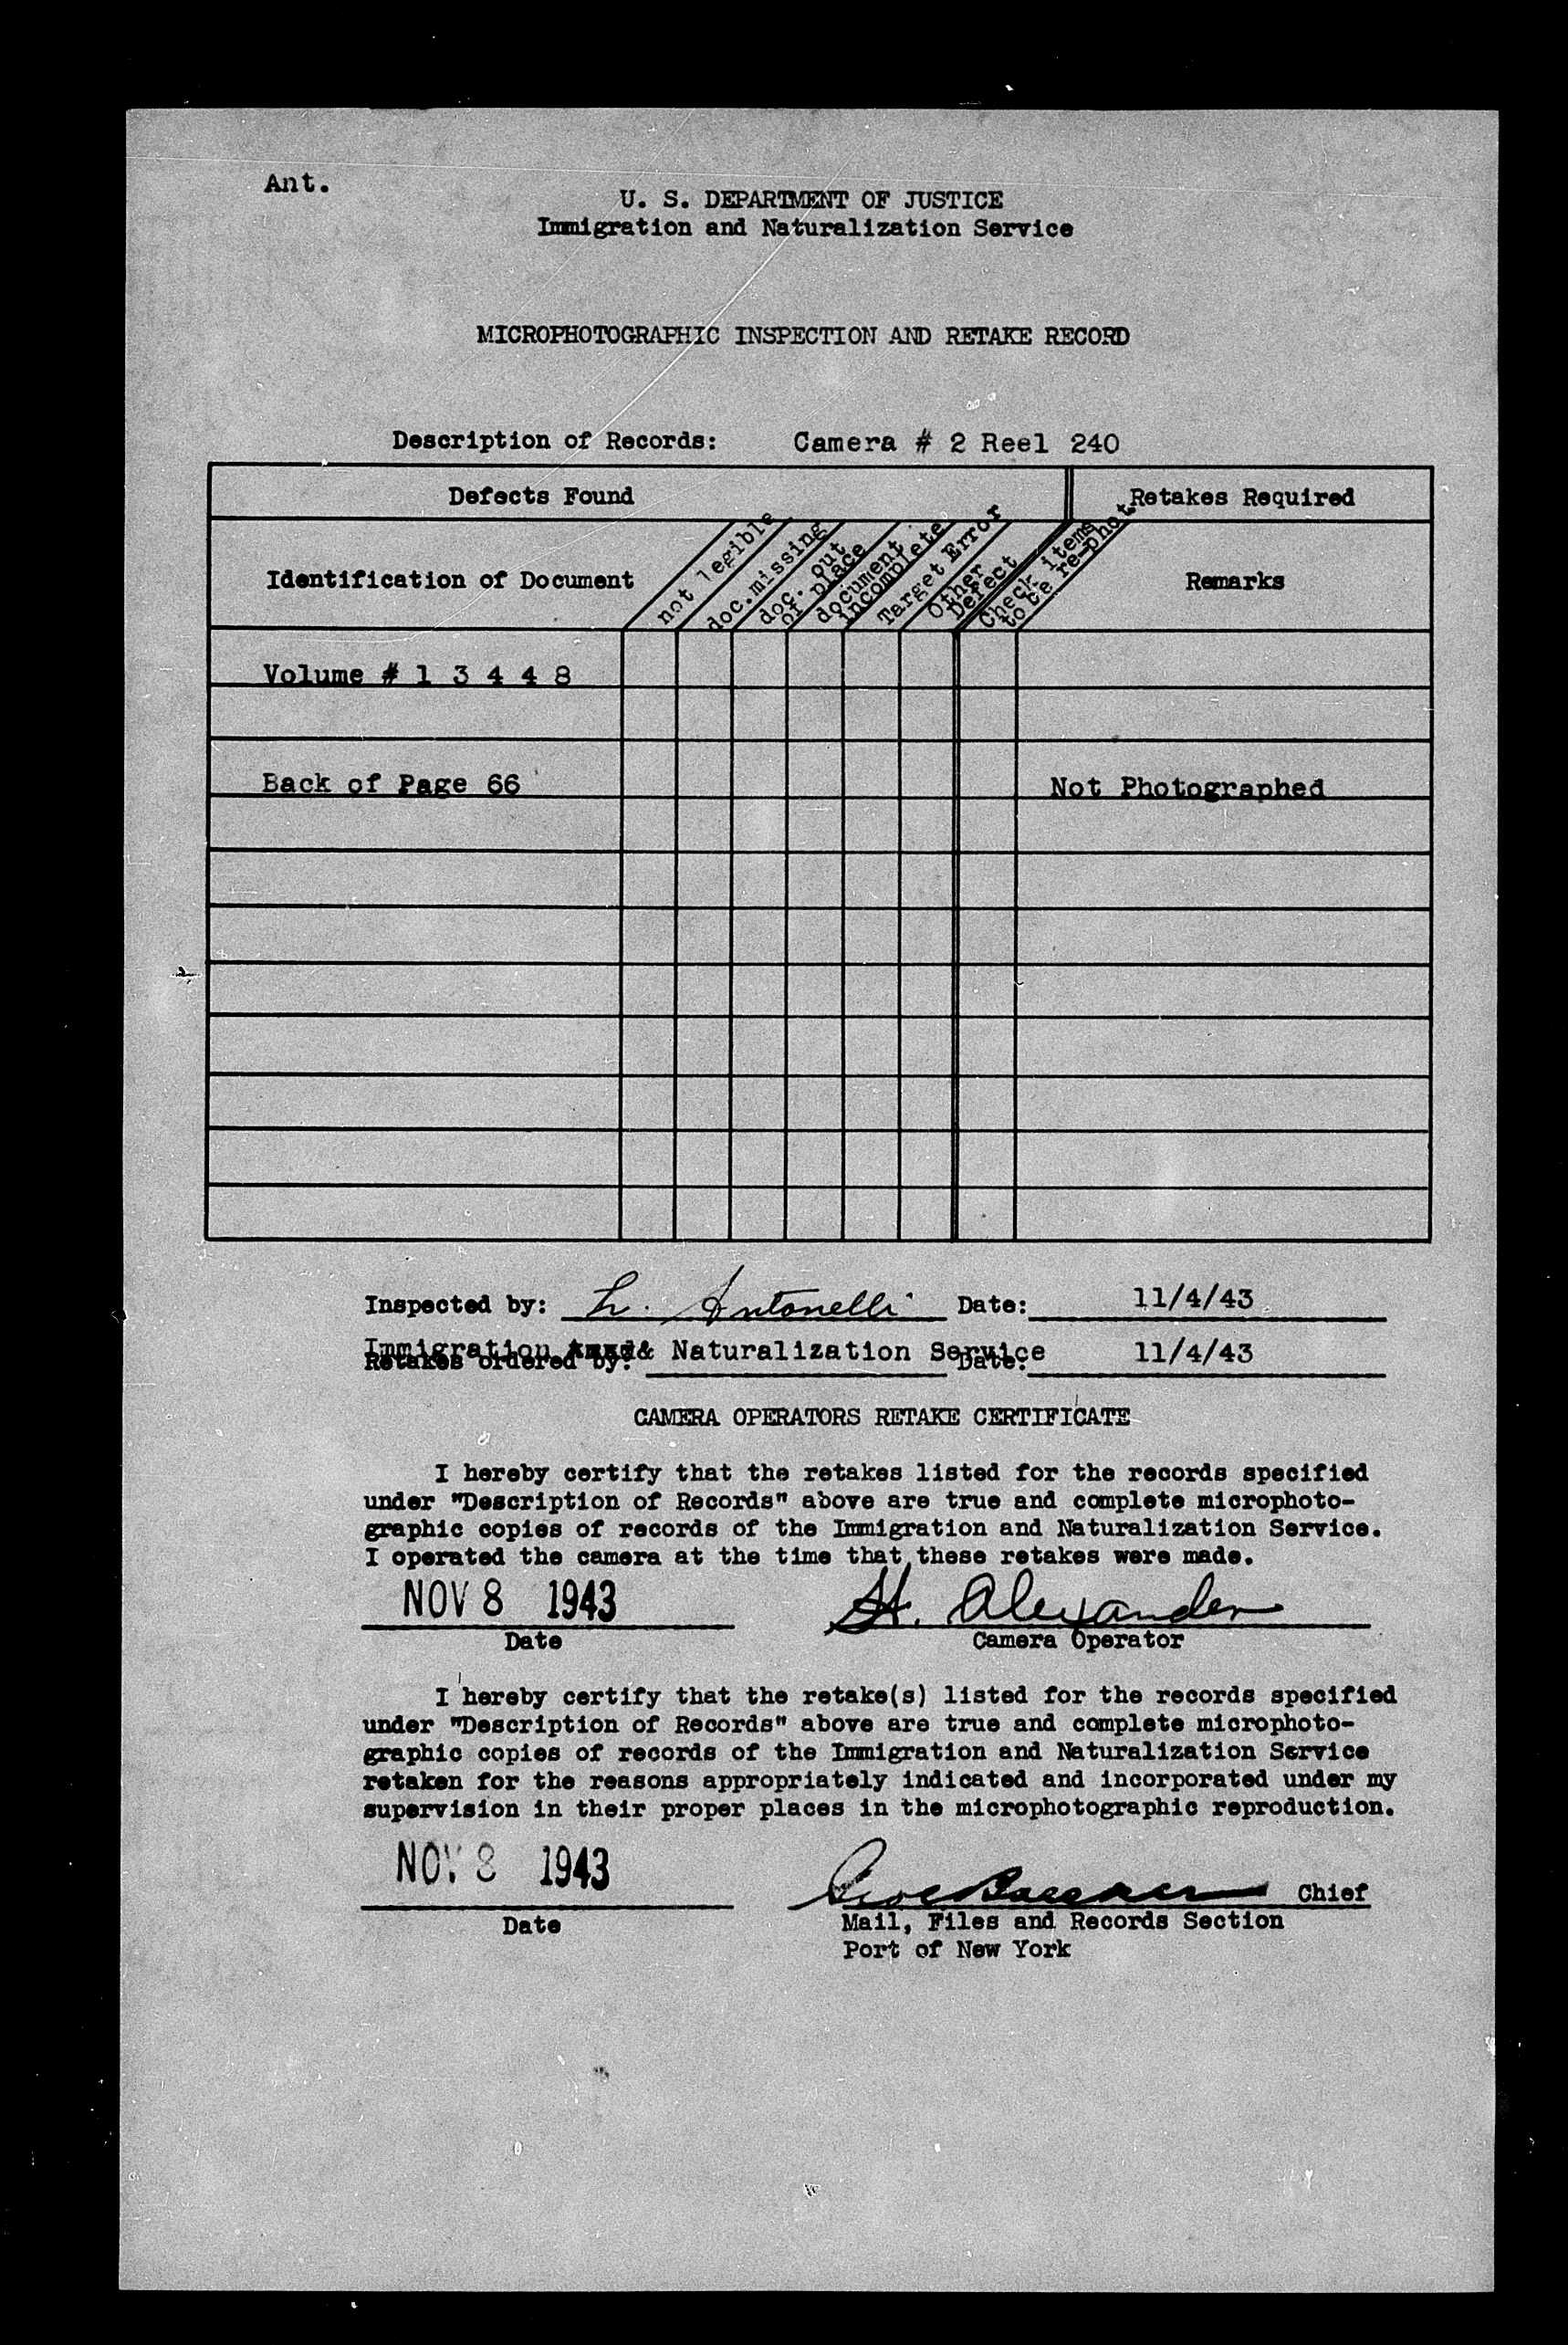 Ant.
U. S. DEPARTMENT OF JUSTICE
Immigration and Naturalization Service
MICROPHOTOGRAPHIC INSPECTION AND RETAKE RECORD
Description of Records: Camera # 2 Reel 240
Defects Found
Retakes Required
Identification of Document
not legible
doc.missing
doc. out
of place
document
incomplete
Target Error
Other
Defect
Check items
to be re-phot.
Remarks
Volume # 1 3 4 4 8
Back of Page 66
Not Photographed
Inspected by: L. Antonelli Date: 11/4/43
Immigration & Naturalization Service 11/4/43
Retakes ordered by: Date:
CAMERA OPERATORS RETAKE CERTIFICATE
I hereby certify that the retakes listed for the records specified
under "Description of Records" above are true and complete microphoto-
graphic copies of records of the Immigration and Naturalization Service.
I operated the camera at the time that these retakes were made.
NOV 8 1943 H. Alexander
Date Camera Operator
I hereby certify that the retake(s) listed for the records specified
under "Description of Records" above are true and complete microphoto-
graphic copies of records of the Immigration and Naturalization Service
retaken for the reasons appropriately indicated and incorporated under my
supervision in their proper places in the microphotographic reproduction.
NOV 8 1943 Chief
Date Mail, Files and Records Section
Port of New York